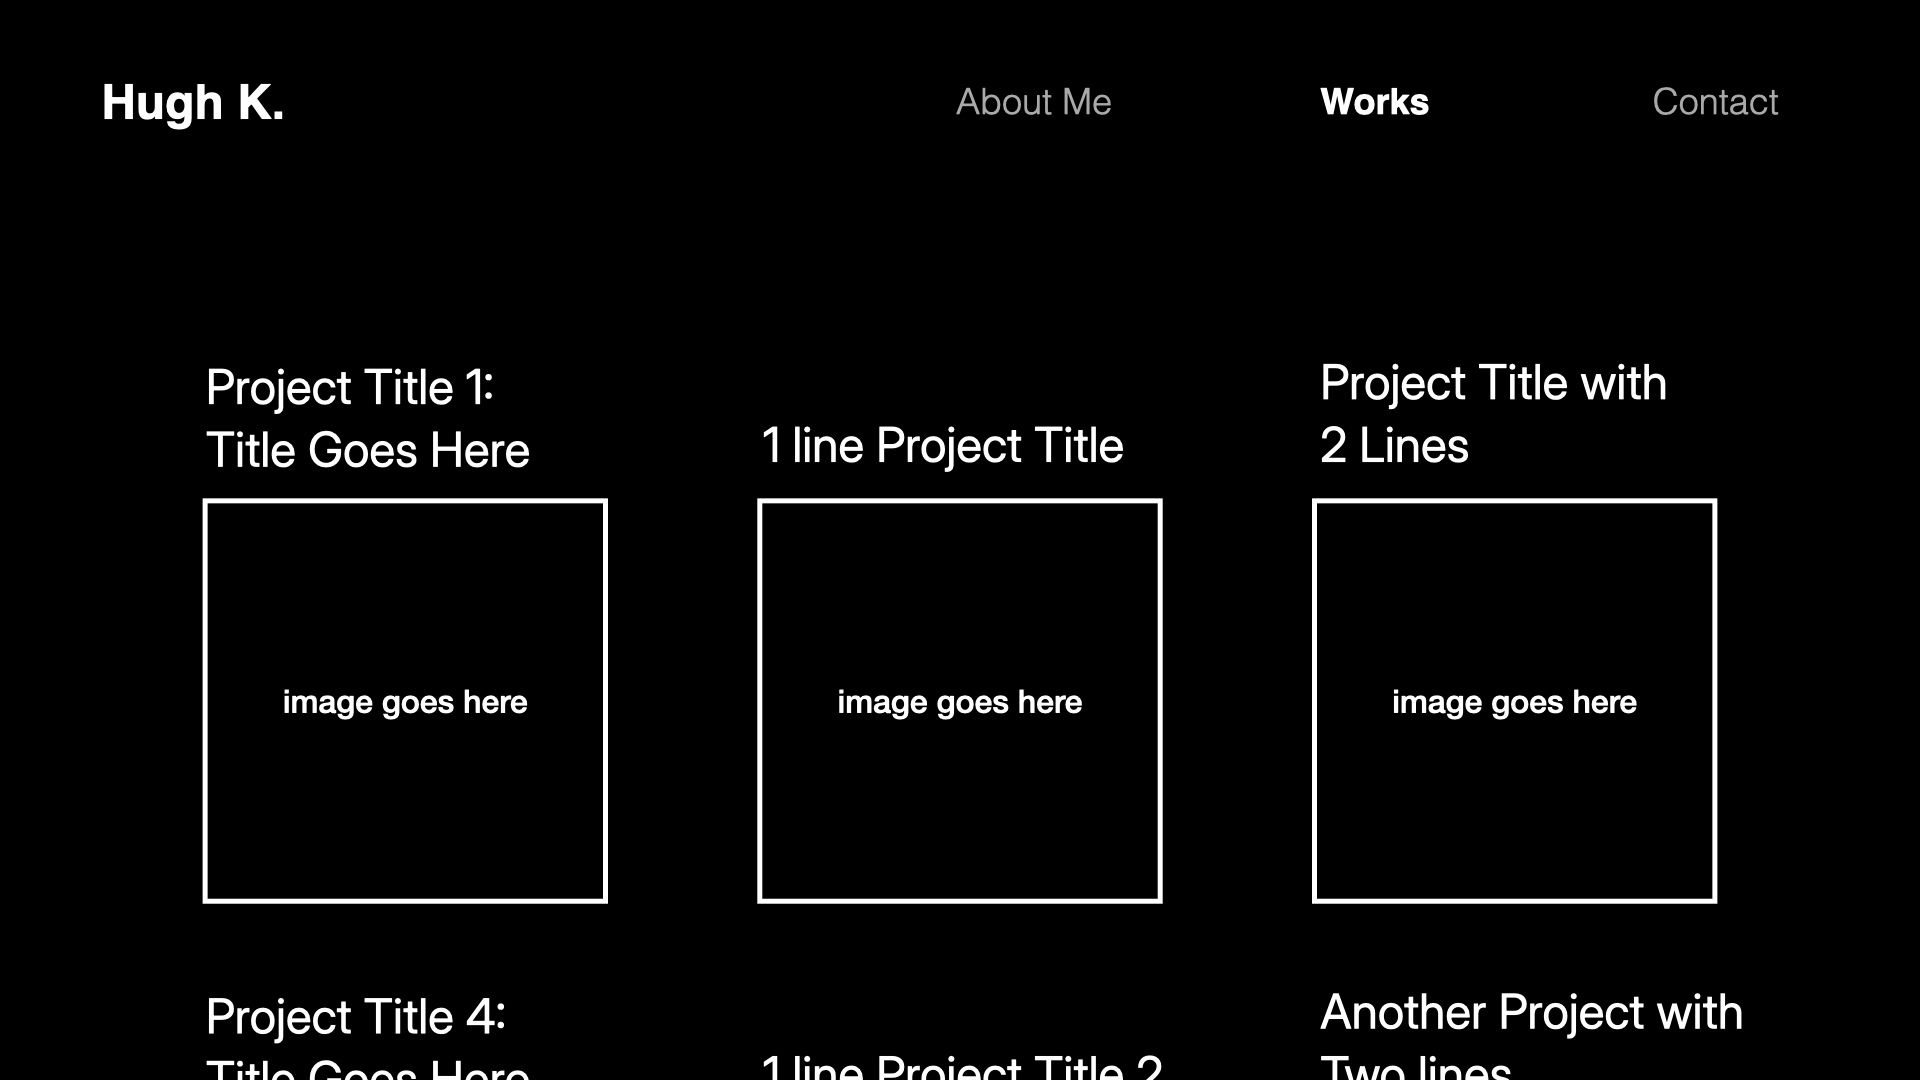 Hugh K.
About Me
Works
Contact
Project Title 1:
Title Goes Here
1 line Project Title
Project Title with
2 Lines
image goes here
image goes here
image goes here
Project Title 4:
Title Goes Here
1 line Project Title 2
Another Project with
Two lines